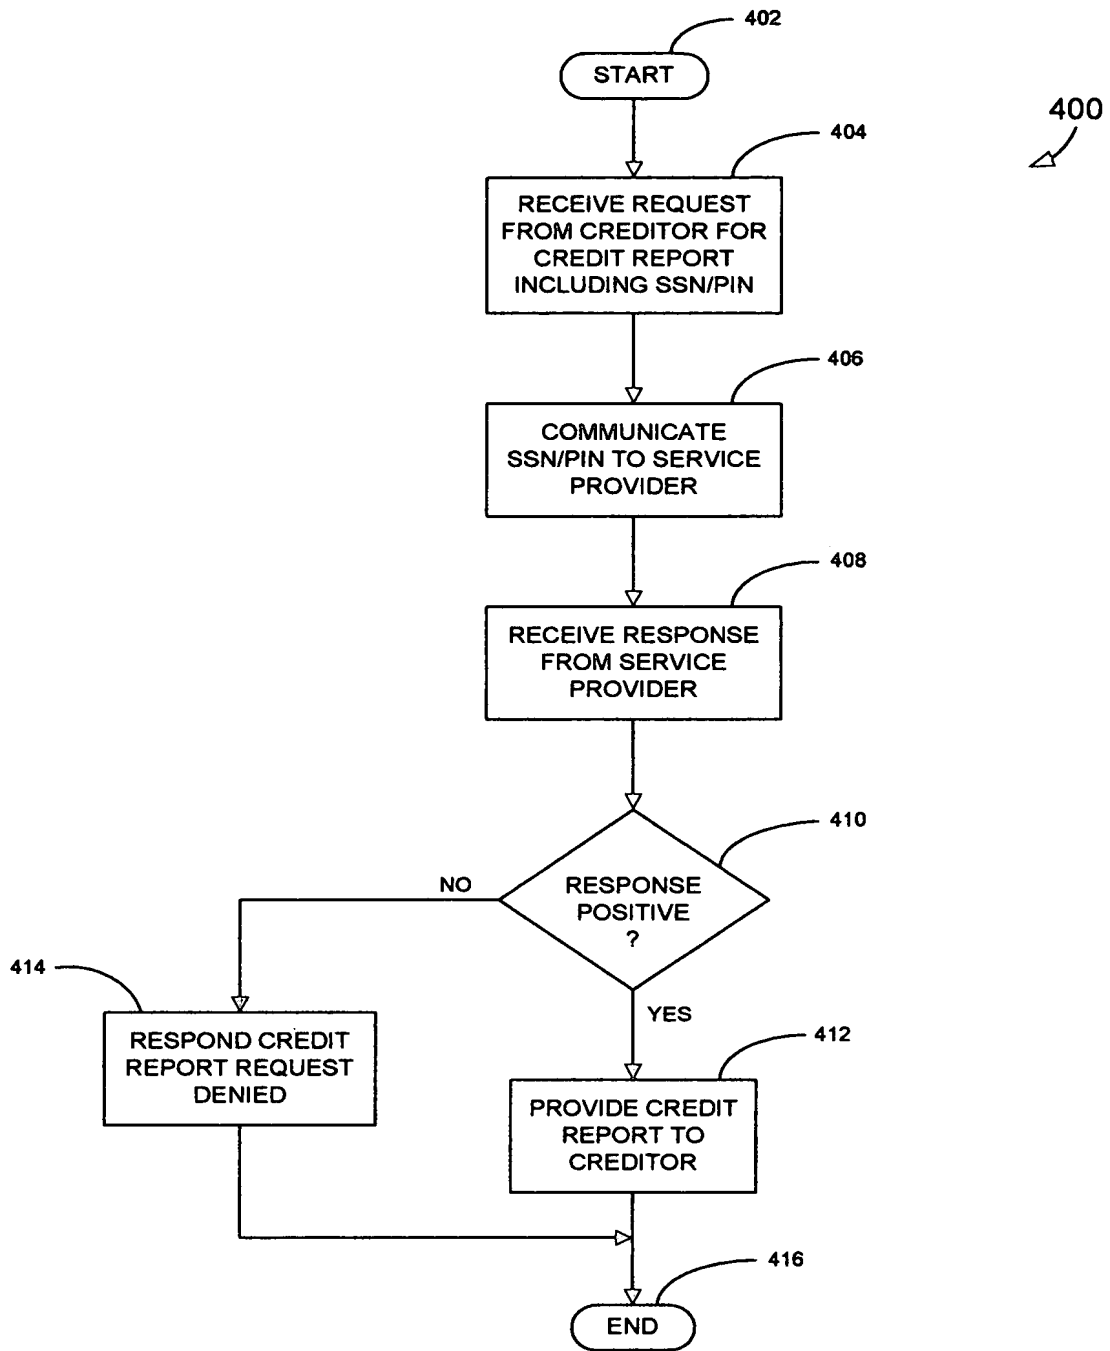 402
START
400
404
RECEIVE REQUEST
FROM CREDITOR FOR
CREDIT REPORT
INCLUDING SSN/PIN
406
COMMUNICATE
SSN/PIN TO SERVICE
PROVIDER
408
RECEIVE RESPONSE
FROM SERVICE
PROVIDER
410
RESPONSE
POSITIVE
?
NO
YES
414
RESPOND CREDIT
REPORT REQUEST
DENIED
412
PROVIDE CREDIT
REPORT TO
CREDITOR
416
END